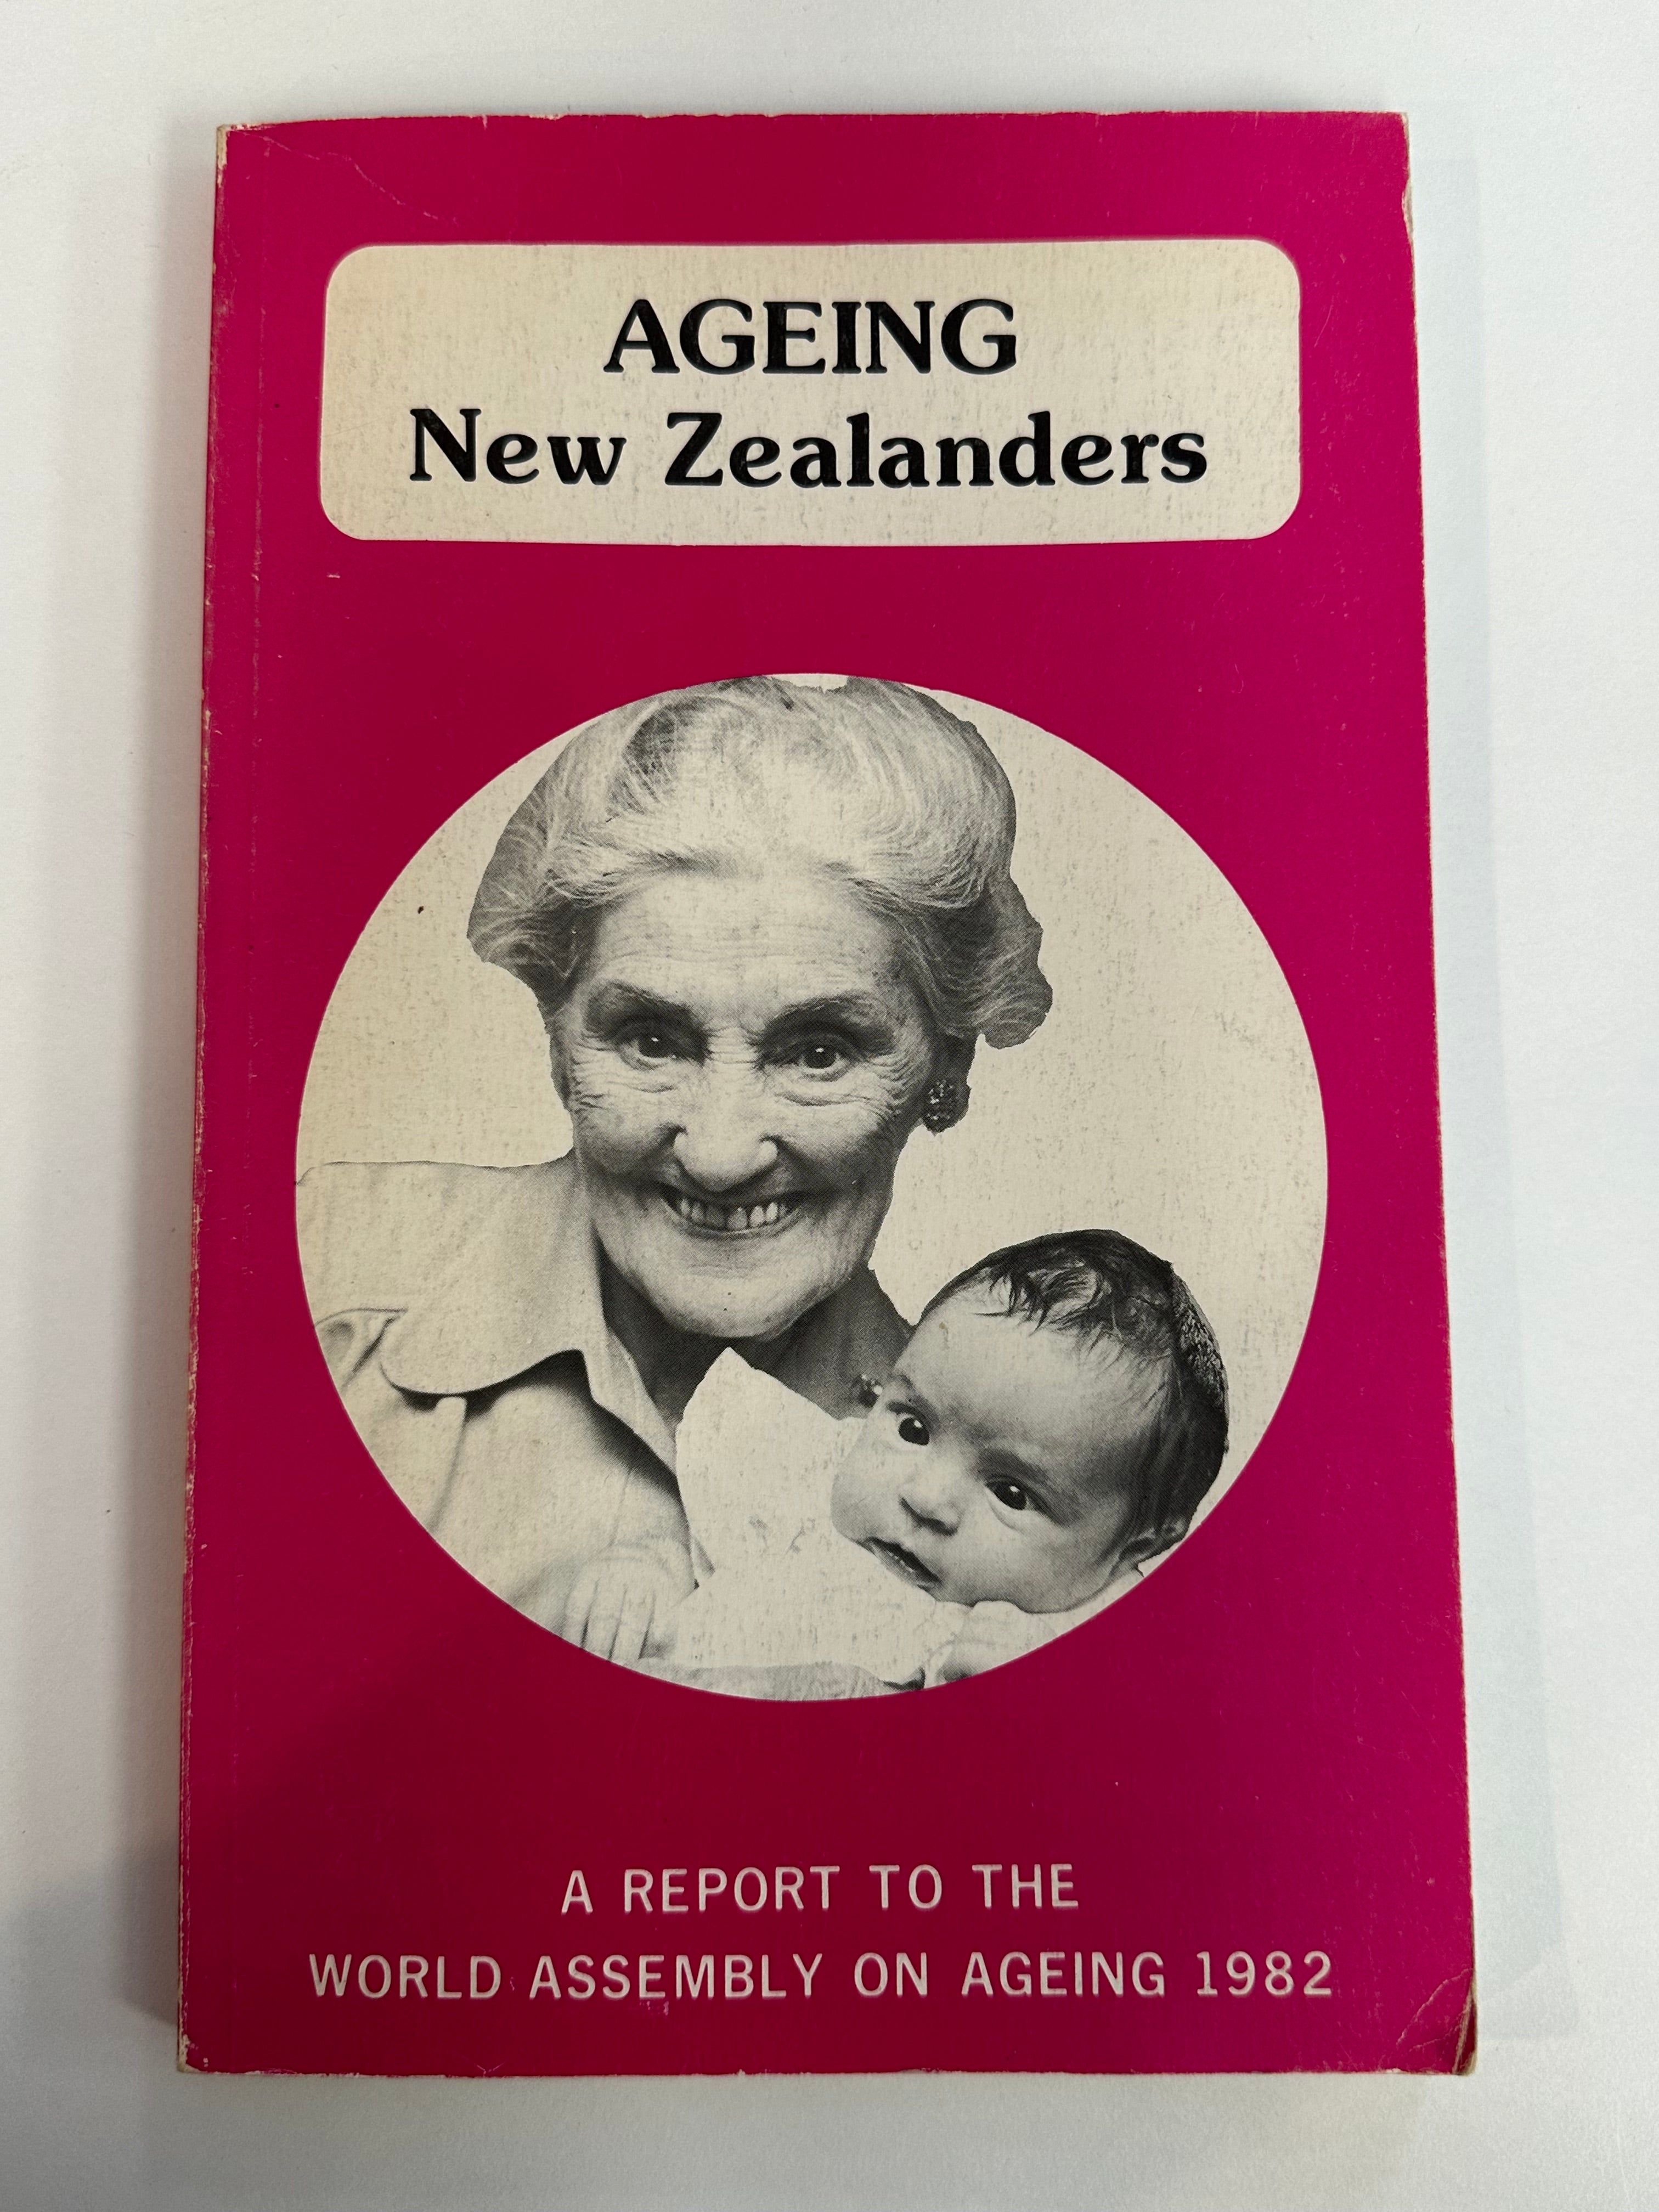 AGEING
New Zealanders
A REPORT TO THE
WORLD ASSEMBLY ON AGEING 1982